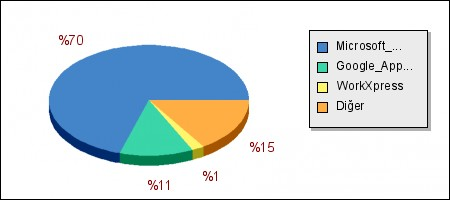 %70
Microsoft_...
Google_App...
WorkXpress
Diğer
%15
%1
%11